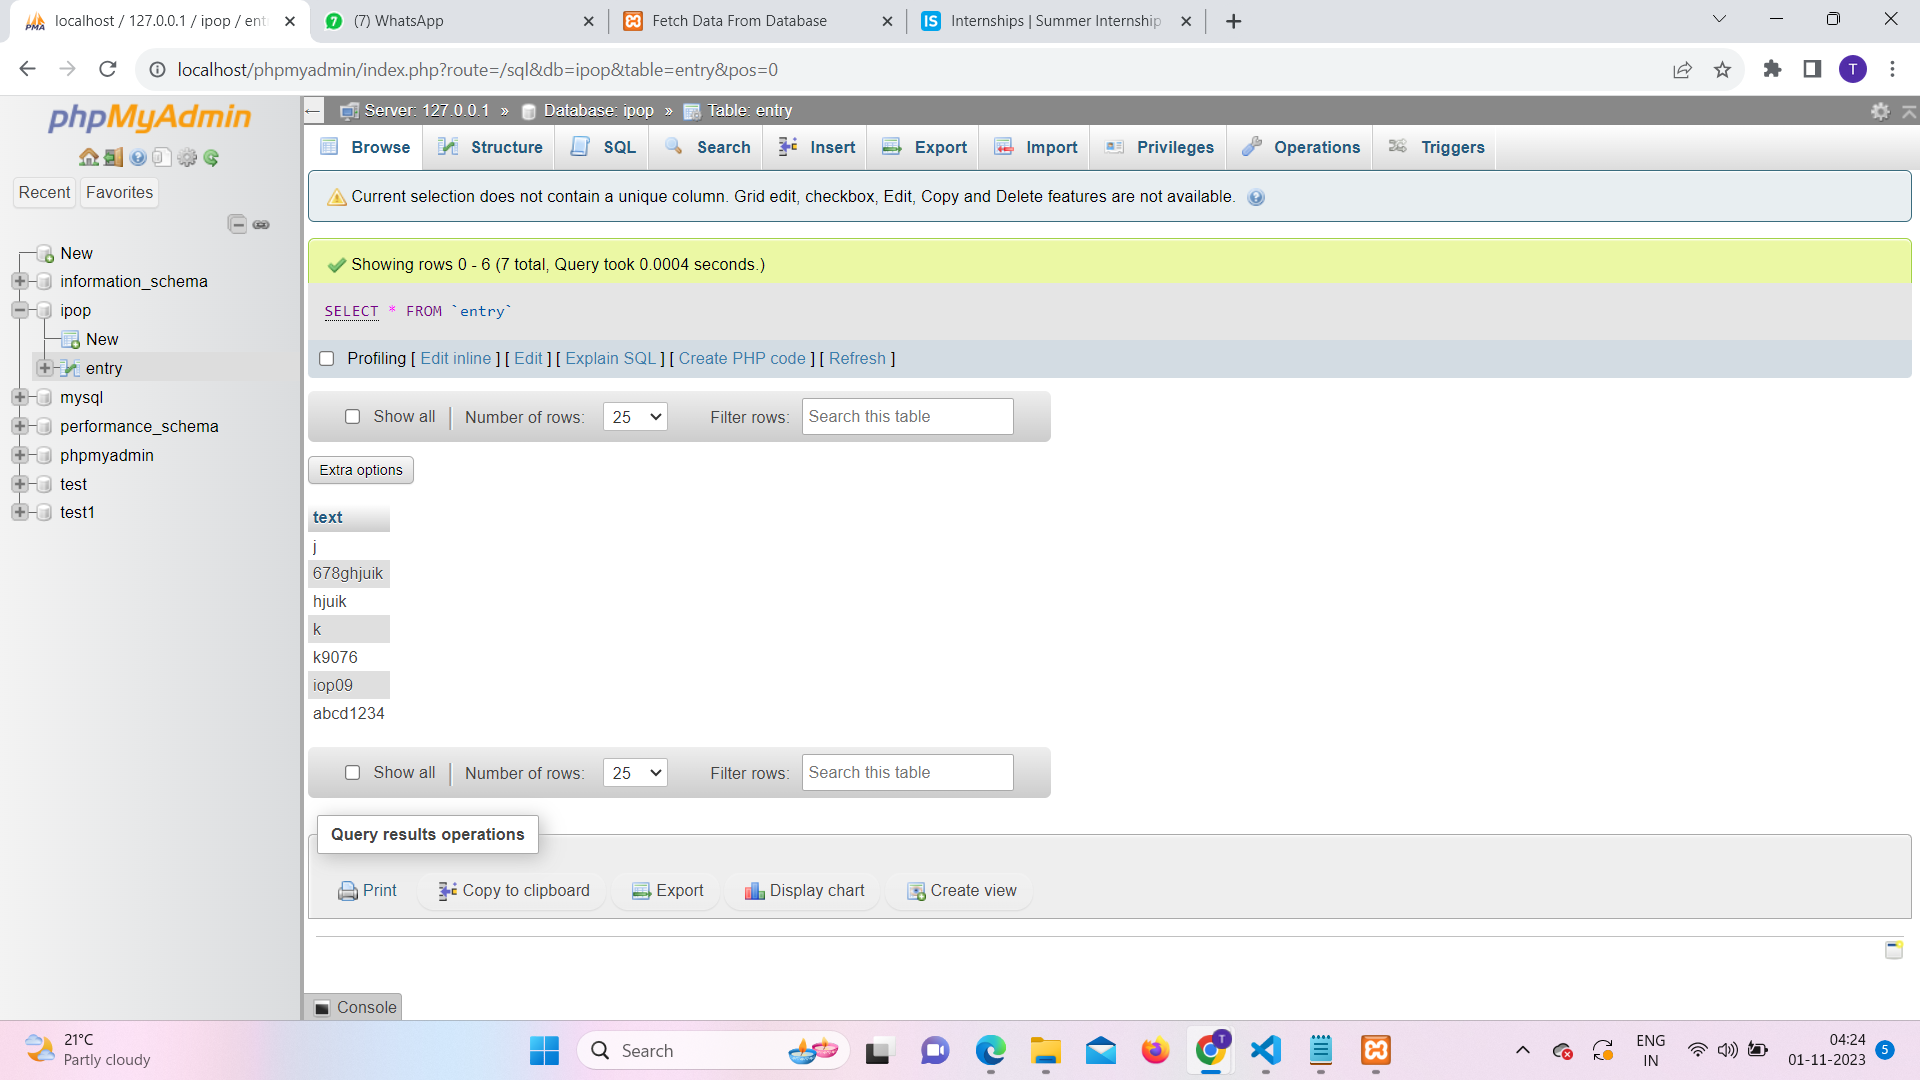 localhost / 127.0.0.1 / ipop / ent
(7) WhatsApp
Fetch Data From Database
Internships | Summer Internship
localhost/phpmyadmin/index.php?route=/sql&db=ipop&table=entry&pos=0
T
phpMyAdmin
Recent
Favorites
New
information_schema
ipop
New
entry
mysql
performance_schema
phpmyadmin
test
test1
Server: 127.0.0.1 » Database: ipop » Table: entry
Browse Structure SQL Search Insert Export Import Privileges Operations Triggers
Current selection does not contain a unique column. Grid edit, checkbox, Edit, Copy and Delete features are not available.
Showing rows 0 - 6 (7 total, Query took 0.0004 seconds.)
SELECT * FROM `entry`
Profiling [ Edit inline ] [ Edit ] [ Explain SQL ] [ Create PHP code ] [ Refresh ]
Show all | Number of rows: 25 Filter rows: Search this table
Extra options
text
j
678ghjuik
hjuik
k
k9076
iop09
abcd1234
Show all | Number of rows: 25 Filter rows: Search this table
Query results operations
Print Copy to clipboard Export Display chart Create view
Console
21°C
Partly cloudy
Search
T
ENG
IN
04:24
01-11-2023
5